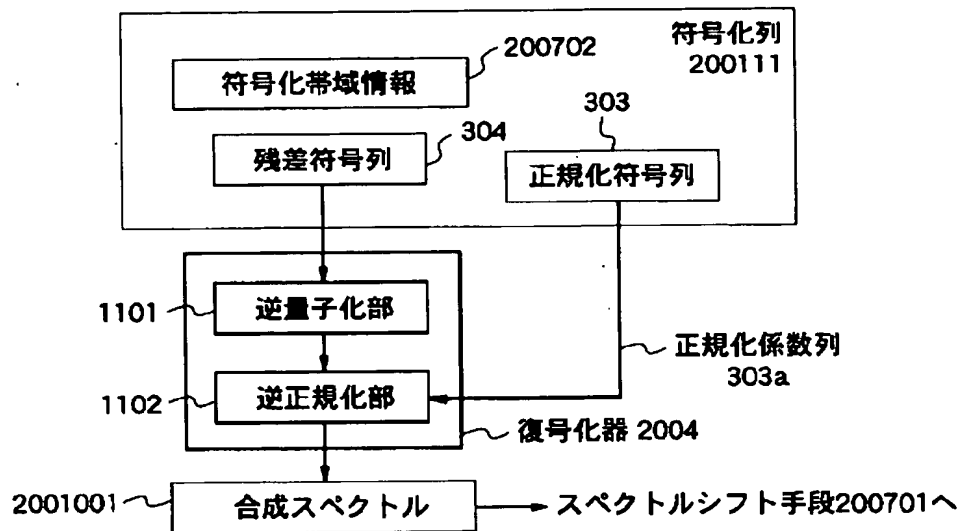 符号化列
200111
200702
符号化帯域情報
304
303
残差符号列
正規化符号列
1101
逆量子化部
正規化係数列
303a
1102
逆正規化部
復号化器 2004
2001001
合成スペクトル
スペクトルシフト手段200701へ